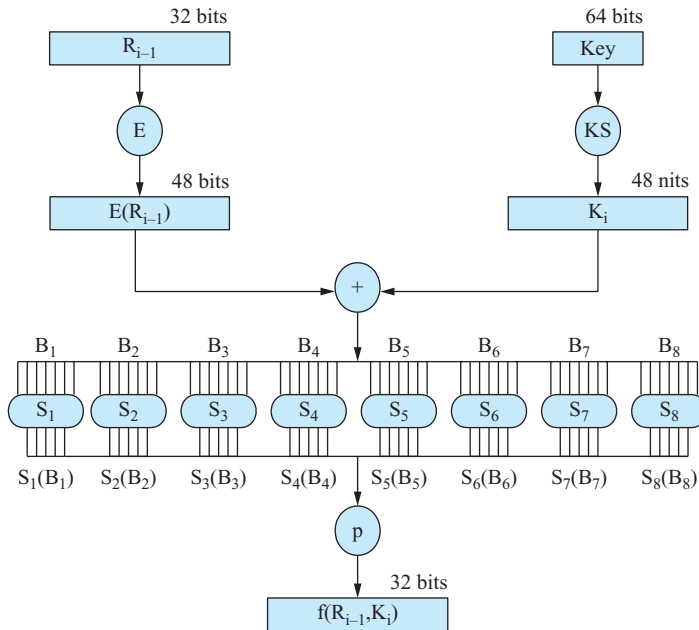 32 bits
64 bits
R_{i–1}
Key
E
KS
48 bits
48 nits
E(R_{i–1})
K_i
+
B_1 B_2 B_3 B_4 B_5 B_6 B_7 B_8
S_1 S_2 S_3 S_4 S_5 S_6 S_7 S_8
S_1(B_1) S_2(B_2) S_3(B_3) S_4(B_4) S_5(B_5) S_6(B_6) S_7(B_7) S_8(B_8)
p
32 bits
f(R_{i–1},K_i)